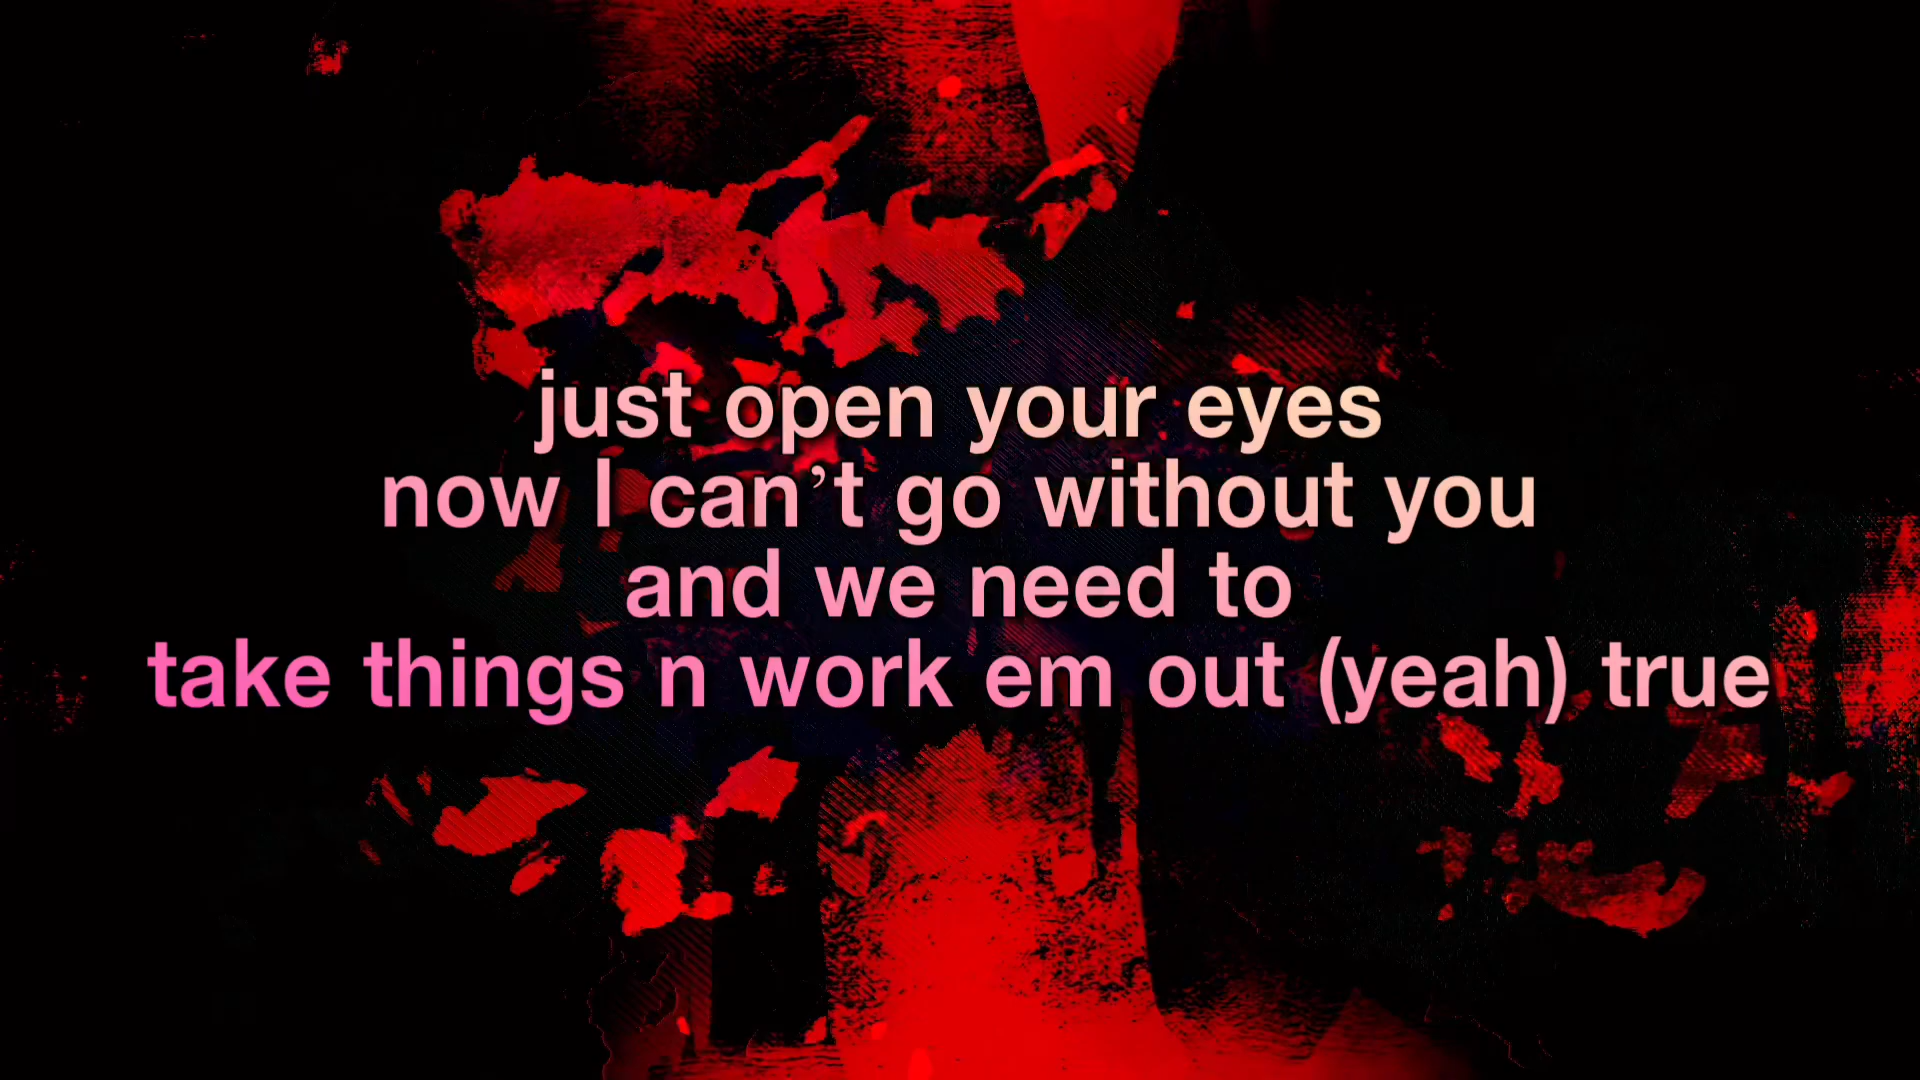 just open your eyes
now I can’t go without you
and we need to
take things n work em out (yeah) true